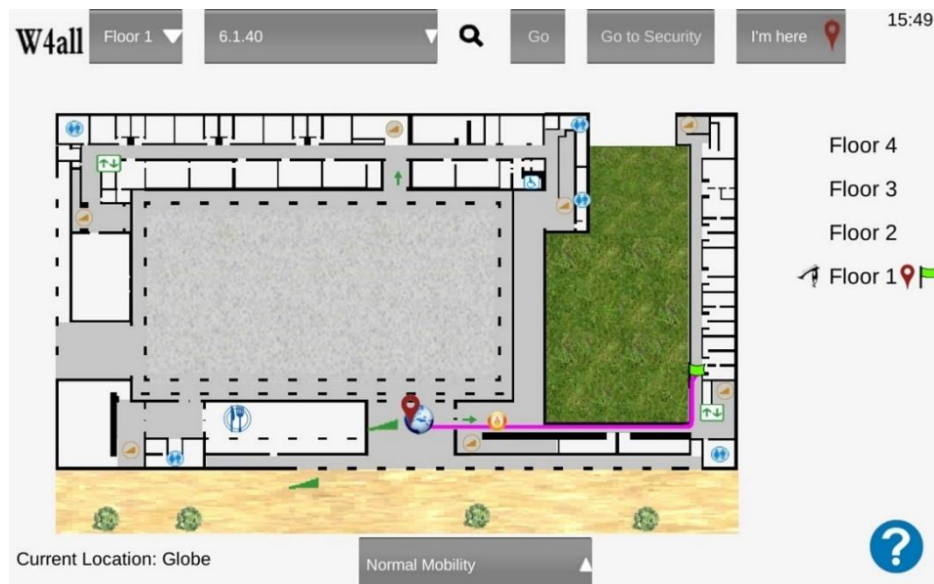 W4all
Floor 1
6.1.40
Go
Go to Security
I'm here
15:49
Floor 4
Floor 3
Floor 2
Floor 1
Current Location: Globe
Normal Mobility
?